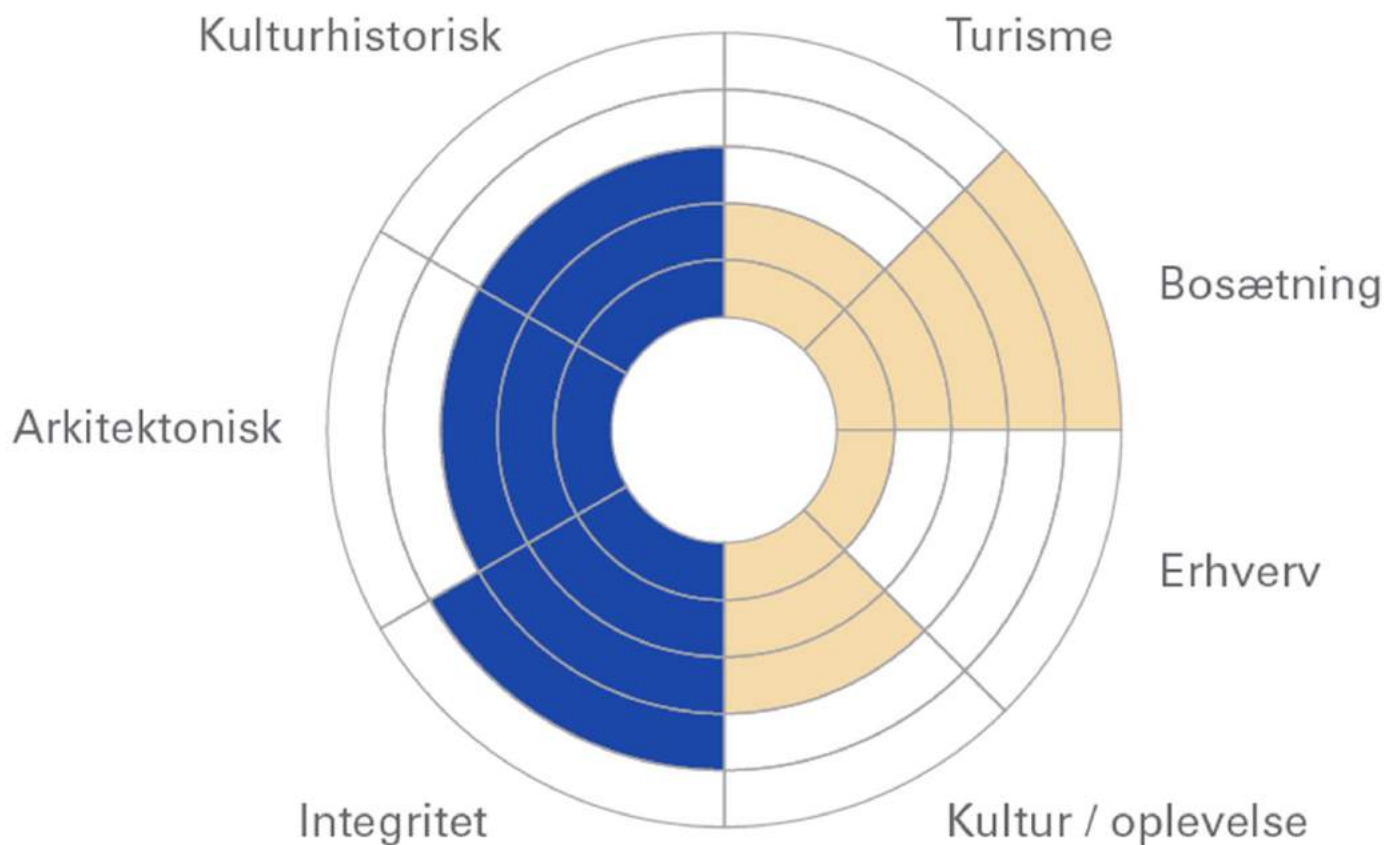 Kulturhistorisk
Turisme
Bosætning
Arkitektonisk
Erhverv
Integritet
Kultur / oplevelse